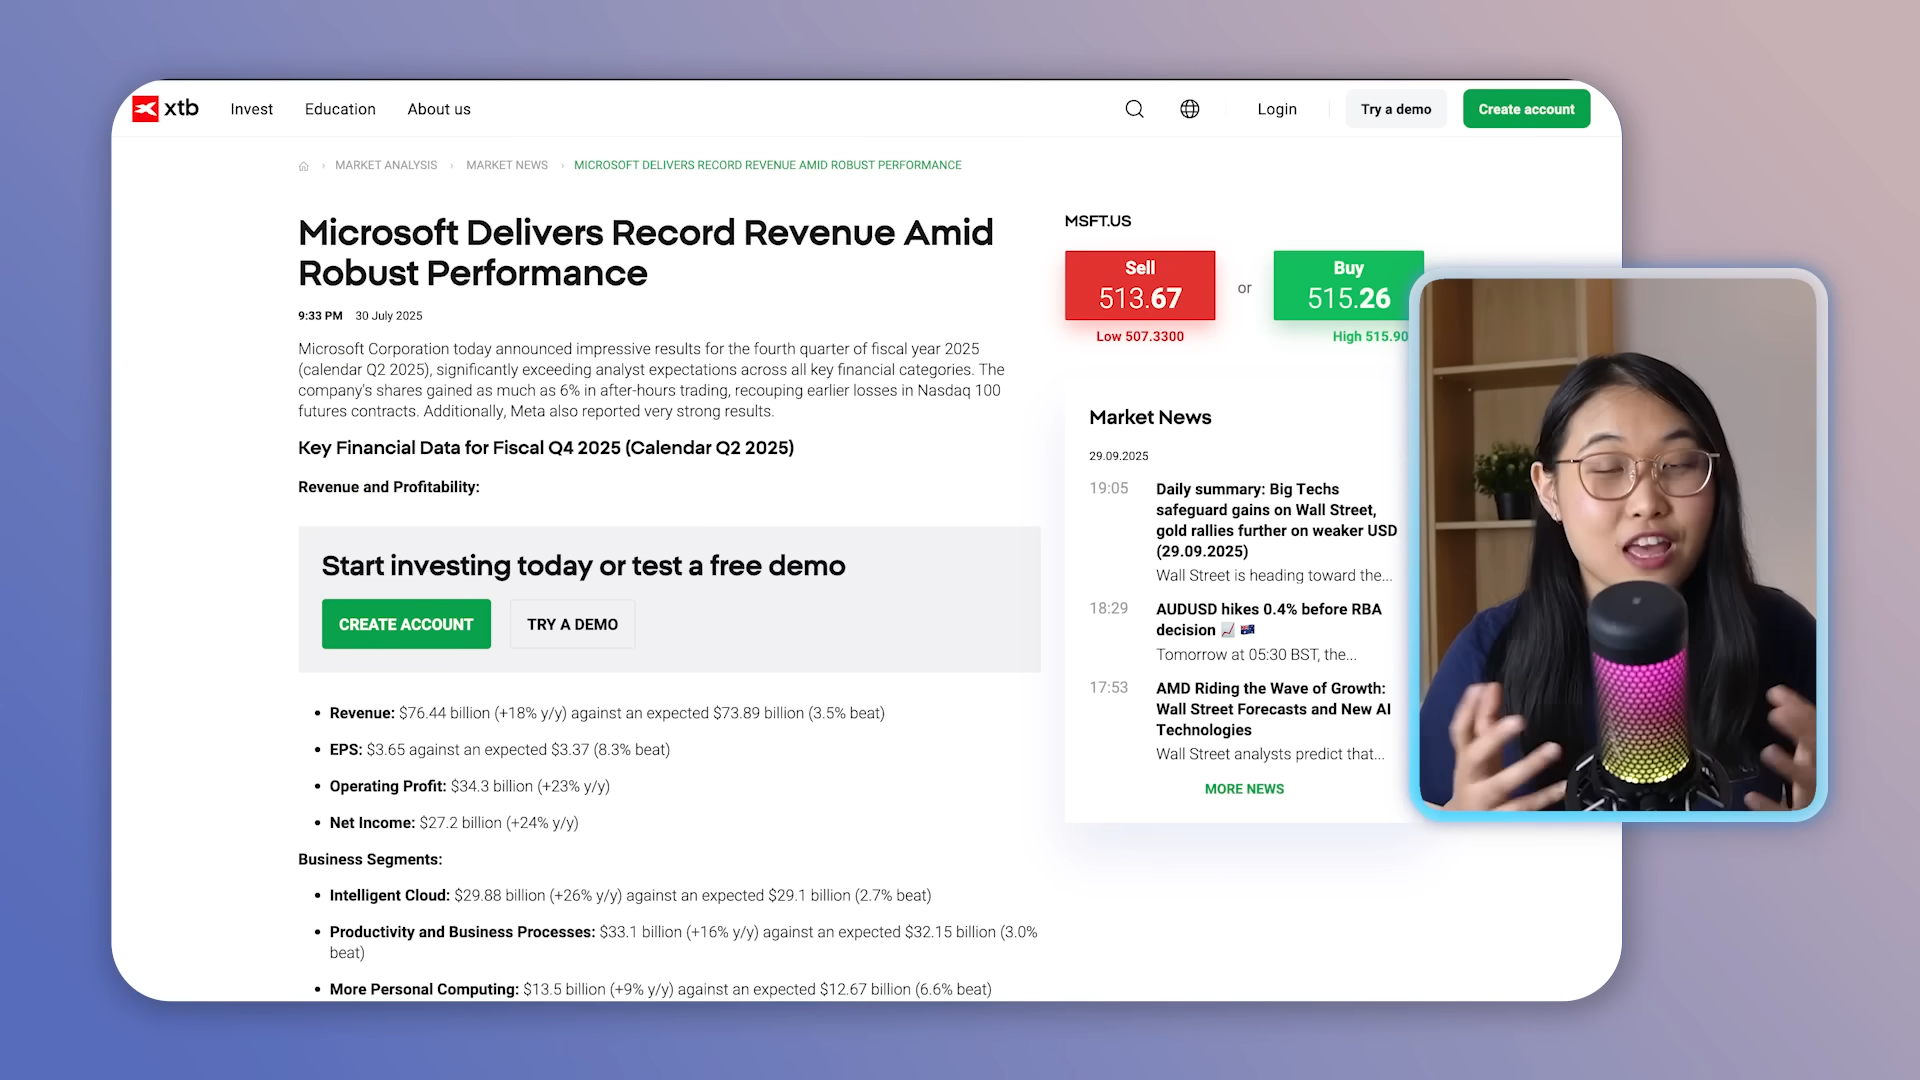 xtb Invest Education About us Login Try a demo Create account
MARKET ANALYSIS › MARKET NEWS › MICROSOFT DELIVERS RECORD REVENUE AMID ROBUST PERFORMANCE
Microsoft Delivers Record Revenue Amid
Robust Performance
9:33 PM 30 July 2025
Microsoft Corporation today announced impressive results for the fourth quarter of fiscal year 2025
(calendar Q2 2025), significantly exceeding analyst expectations across all key financial categories. The
company's shares gained as much as 6% in after-hours trading, recouping earlier losses in Nasdaq 100
futures contracts. Additionally, Meta also reported very strong results.
Key Financial Data for Fiscal Q4 2025 (Calendar Q2 2025)
Revenue and Profitability:
Start investing today or test a free demo
CREATE ACCOUNT TRY A DEMO
• Revenue: $76.44 billion (+18% y/y) against an expected $73.89 billion (3.5% beat)
• EPS: $3.65 against an expected $3.37 (8.3% beat)
• Operating Profit: $34.3 billion (+23% y/y)
• Net Income: $27.2 billion (+24% y/y)
Business Segments:
• Intelligent Cloud: $29.88 billion (+26% y/y) against an expected $29.1 billion (2.7% beat)
• Productivity and Business Processes: $33.1 billion (+16% y/y) against an expected $32.15 billion (3.0%
beat)
• More Personal Computing: $13.5 billion (+9% y/y) against an expected $12.67 billion (6.6% beat)
MSFT.US
Sell or Buy
513.67 515.26
Low 507.3300 High 515.90
Market News
29.09.2025
19:05 Daily summary: Big Techs
safeguard gains on Wall Street,
gold rallies further on weaker USD
(29.09.2025)
Wall Street is heading toward the...
18:29 AUDUSD hikes 0.4% before RBA
decision 📈 🇦🇺
Tomorrow at 05:30 BST, the...
17:53 AMD Riding the Wave of Growth:
Wall Street Forecasts and New AI
Technologies
Wall Street analysts predict that...
MORE NEWS